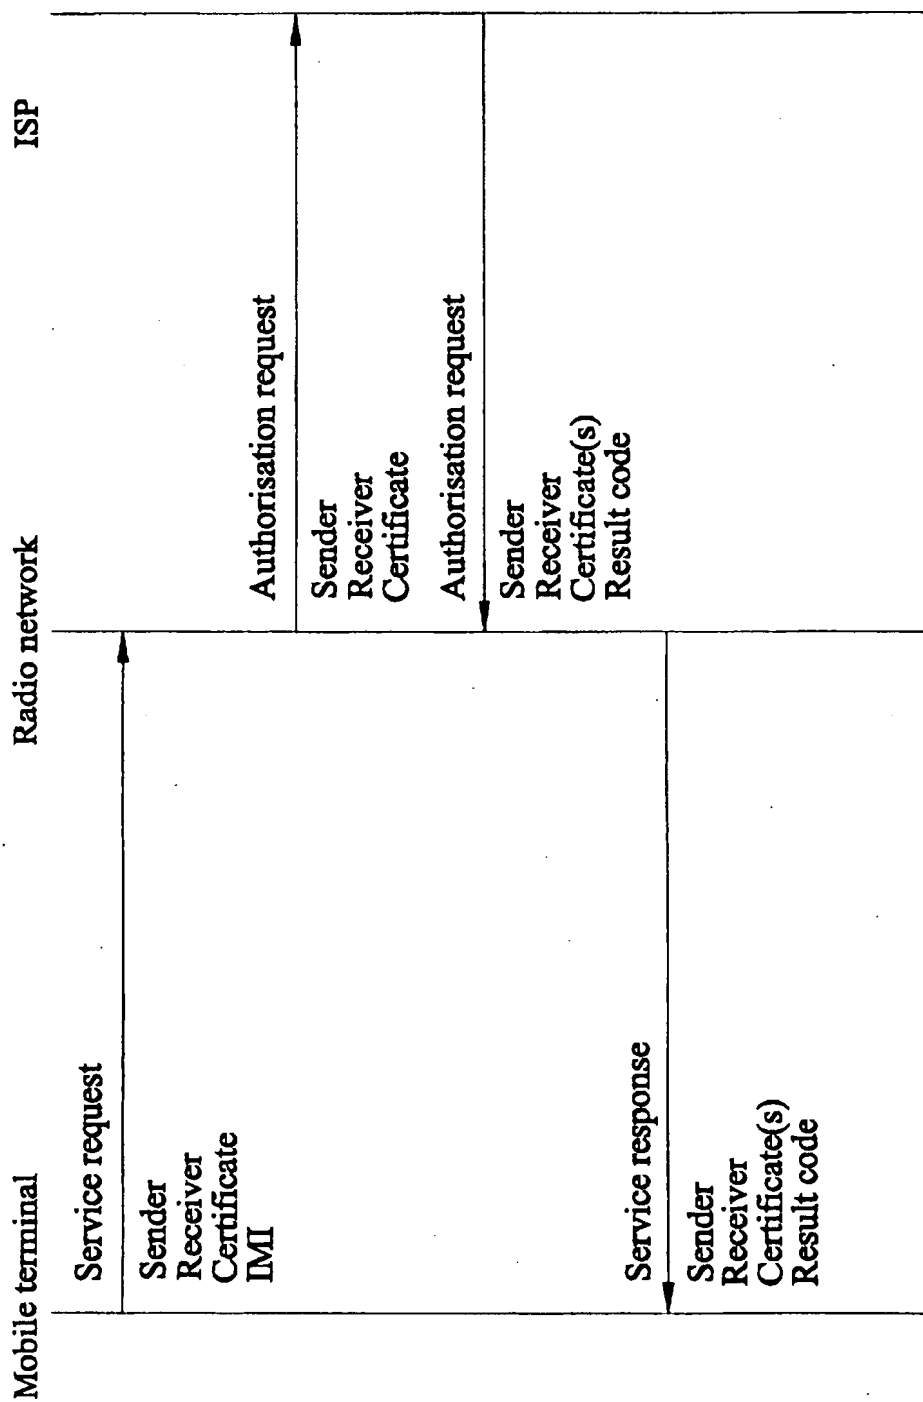 Mobile terminal
Radio network
ISP
Service request
Sender
Receiver
Certificate
IMI
Authorisation request
Sender
Receiver
Certificate
Authorisation request
Sender
Receiver
Certificate(s)
Result code
Service response
Sender
Receiver
Certificate(s)
Result code